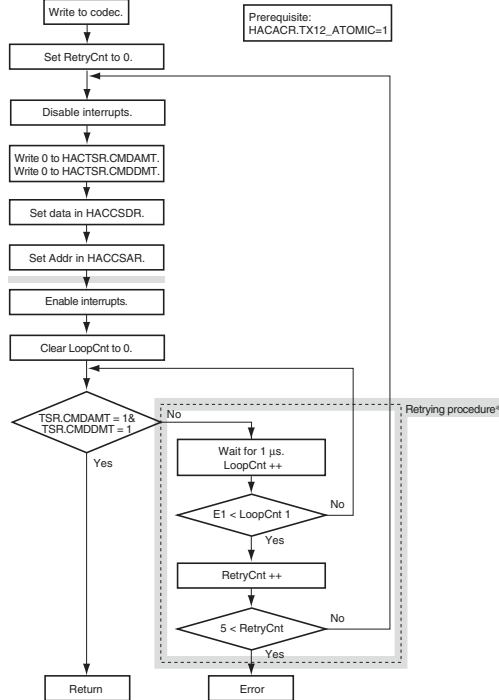 Write to codec.
Prerequisite:
HACACR.TX12_ATOMIC=1
Set RetryCnt to 0.
Disable interrupts.
Write 0 to HACTSR.CMDAMT.
Write 0 to HACTSR.CMDDMT.
Set data in HACCSDR.
Set Addr in HACCSAR.
Enable interrupts.
Clear LoopCnt to 0.
TSR.CMDAMT = 1&
TSR.CMDDMT = 1
No
Yes
Retrying procedure*
Wait for 1 μs.
LoopCnt ++
E1 < LoopCnt 1
No
Yes
RetryCnt ++
5 < RetryCnt
No
Yes
Return
Error